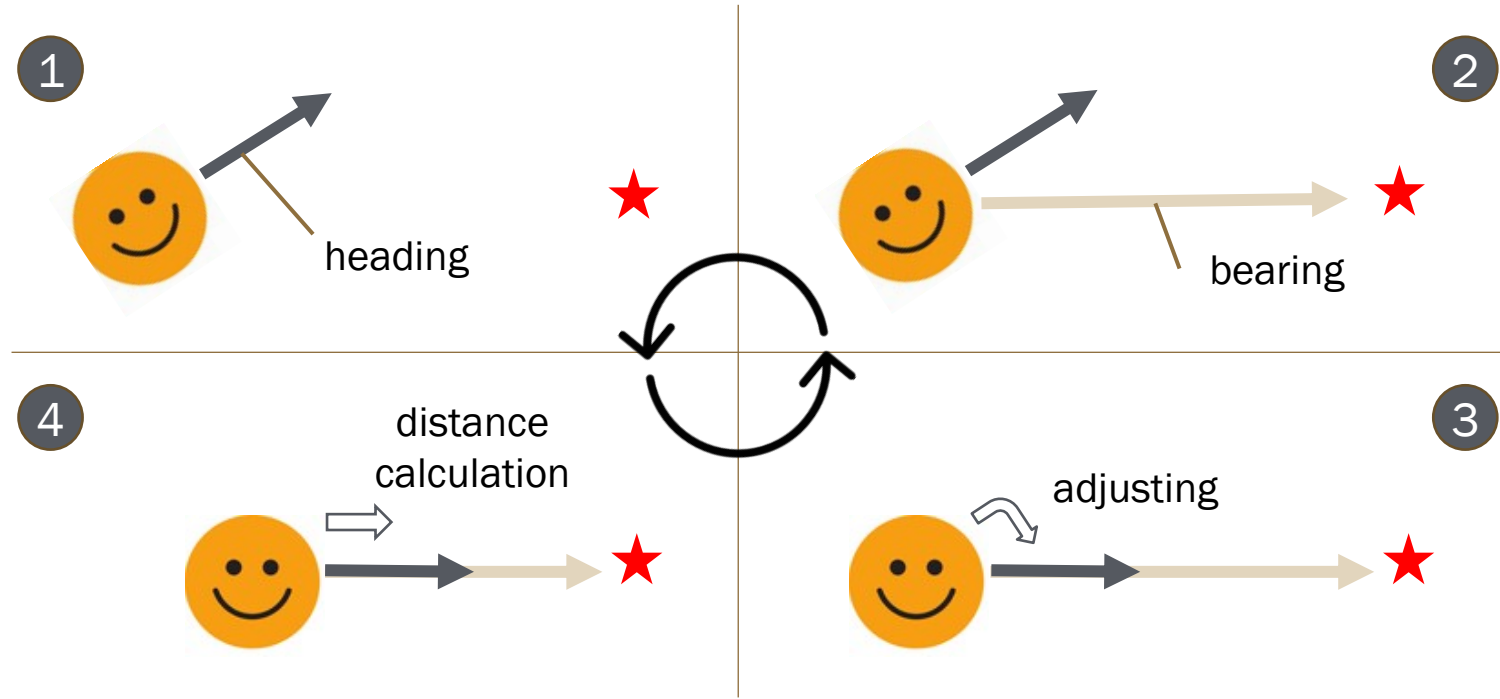 1
heading
2
bearing
4
distance
calculation
3
adjusting